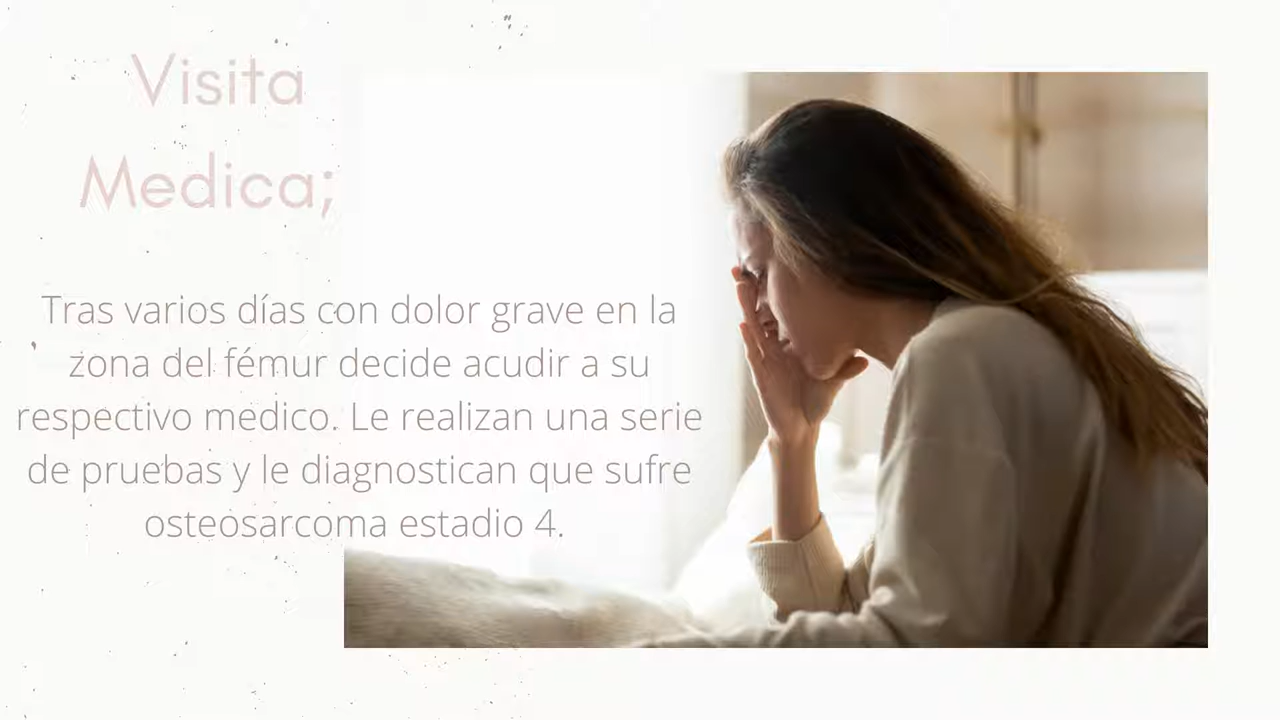 Visita
Medica;
Tras varios días con dolor grave en la
zona del fémur decide acudir a su
respectivo medico. Le realizan una serie
de pruebas y le diagnostican que sufre
osteosarcoma estadio 4.